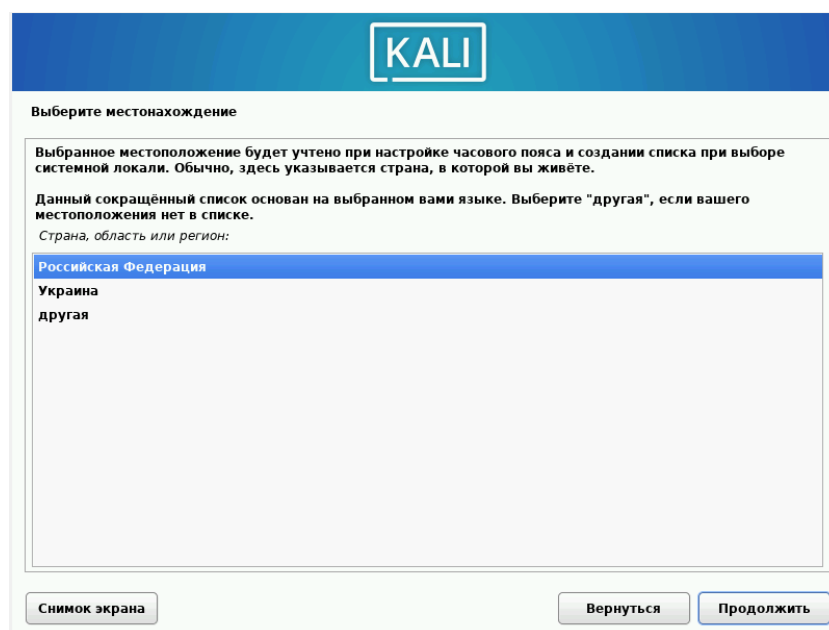 KALI
Выберите местонахождение
Выбранное местоположение будет учтено при настройке часового пояса и создании списка при выборе
системной локали. Обычно, здесь указывается страна, в которой вы живёте.
Данный сокращённый список основан на выбранном вами языке. Выберите "другая", если вашего
местоположения нет в списке.
Страна, область или регион:
Российская Федерация
Украина
другая
Снимок экрана
Вернуться
Продолжить